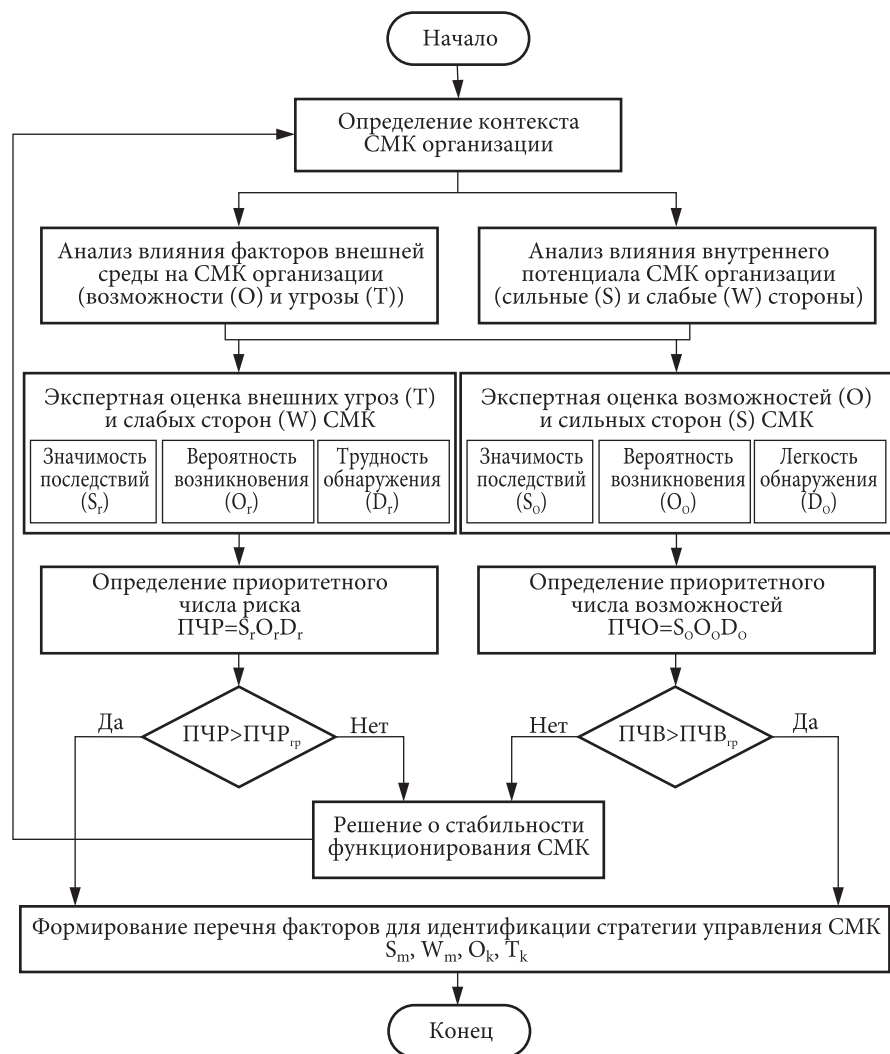 Начало
Определение контекста
СМК организации
Анализ влияния факторов внешней
среды на СМК организации
(возможности (O) и угрозы (T))
Анализ влияния внутреннего
потенциала СМК организации
(сильные (S) и слабые (W) стороны)
Экспертная оценка внешних угроз (T)
и слабых сторон (W) СМК
Значимость
последствий
(Sr)
Вероятность
возникновения
(Or)
Трудность
обнаружения
(Dr)
Экспертная оценка возможностей (O)
и сильных сторон (S) СМК
Значимость
последствий
(SO)
Вероятность
возникновения
(OO)
Легкость
обнаружения
(DO)
Определение приоритетного
числа риска
ПЧР=SrOrDr
Определение приоритетного
числа возможностей
ПЧО=SOOODO
Да
ПЧР>ПЧРгр
Нет
Нет
ПЧВ>ПЧВгр
Да
Решение о стабильности
функционирования СМК
Формирование перечня факторов для идентификации стратегии управления СМК
Sm, Wm, Ok, Tk
Конец